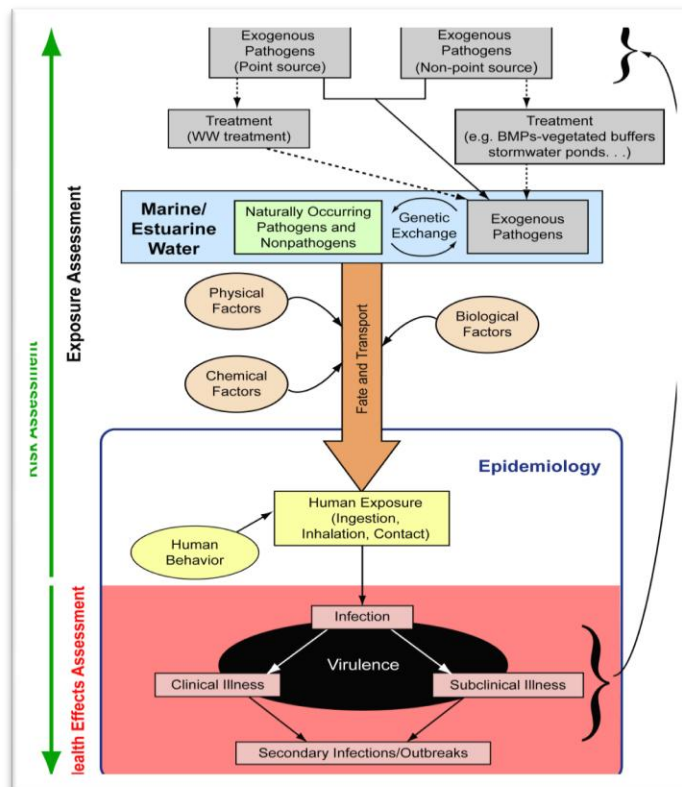 Exogenous
Pathogens
(Point source)
Exogenous
Pathogens
(Non-point source)
Treatment
(WW treatment)
Treatment
(e.g. BMPs-vegetated buffers
stormwater ponds. . .)
Marine/
Estuarine
Water
Naturally Occurring
Pathogens and
Nonpathogens
Genetic
Exchange
Exogenous
Pathogens
Physical
Factors
Biological
Factors
Chemical
Factors
Fate and Transport
Exposure Assessment
Epidemiology
Human Exposure
(Ingestion,
Inhalation, Contact)
Human
Behavior
Infection
Virulence
Clinical Illness
Subclinical Illness
Secondary Infections/Outbreaks
Effects Assessment